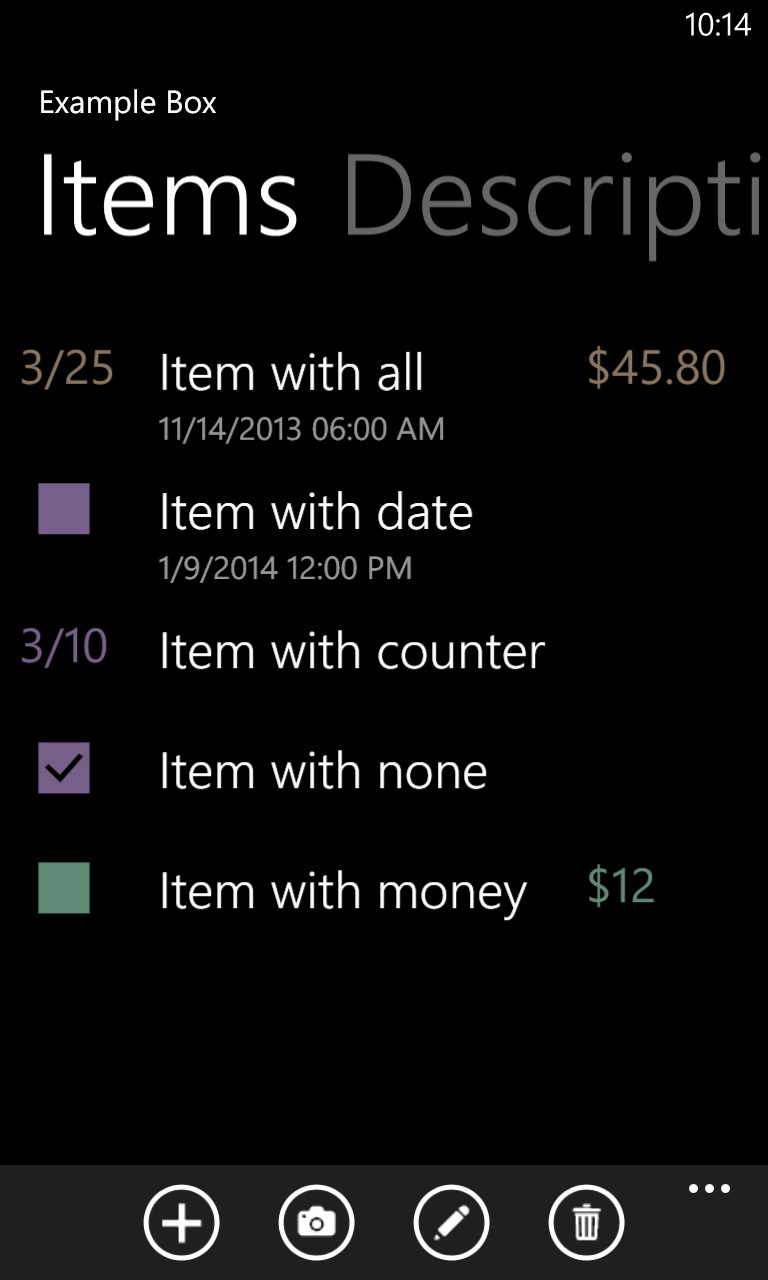 10:14
Example Box
Items Descripti
3/25 Item with all $45.80
11/14/2013 06:00 AM
Item with date
1/9/2014 12:00 PM
3/10 Item with counter
Item with none
Item with money $12